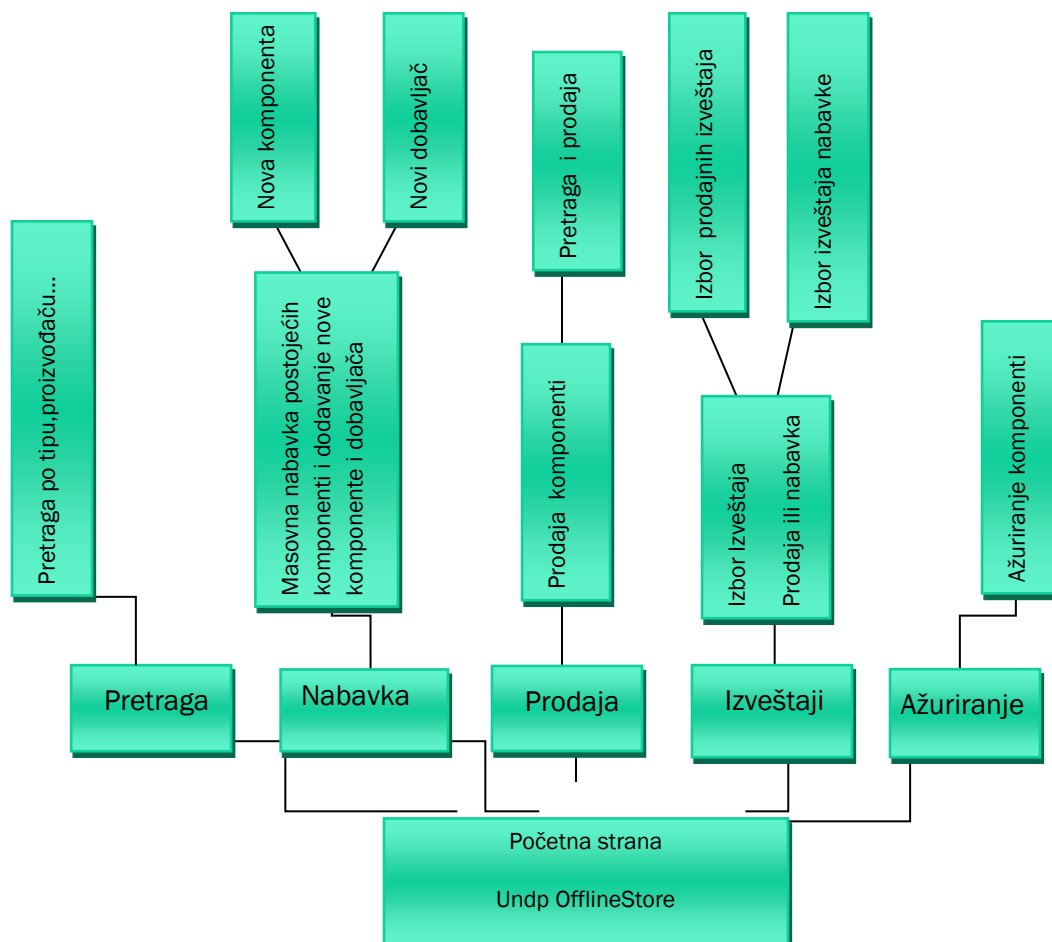 Nova komponenta
Novi dobavljač
Pretraga  i prodaja
Izbor  prodajnih izveštaja
Izbor izveštaja nabavke
Pretraga po tipu,proizvođaču...
Masovna nabavka postojećih
komponenti i dodavanje nove
komponente i dobavljača
Prodaja  komponenti
Izbor Izveštaja
Prodaja ili nabavka
Ažuriranje komponenti
Pretraga
Nabavka
Prodaja
Izveštaji
Ažuriranje
Početna strana
Undp OfflineStore